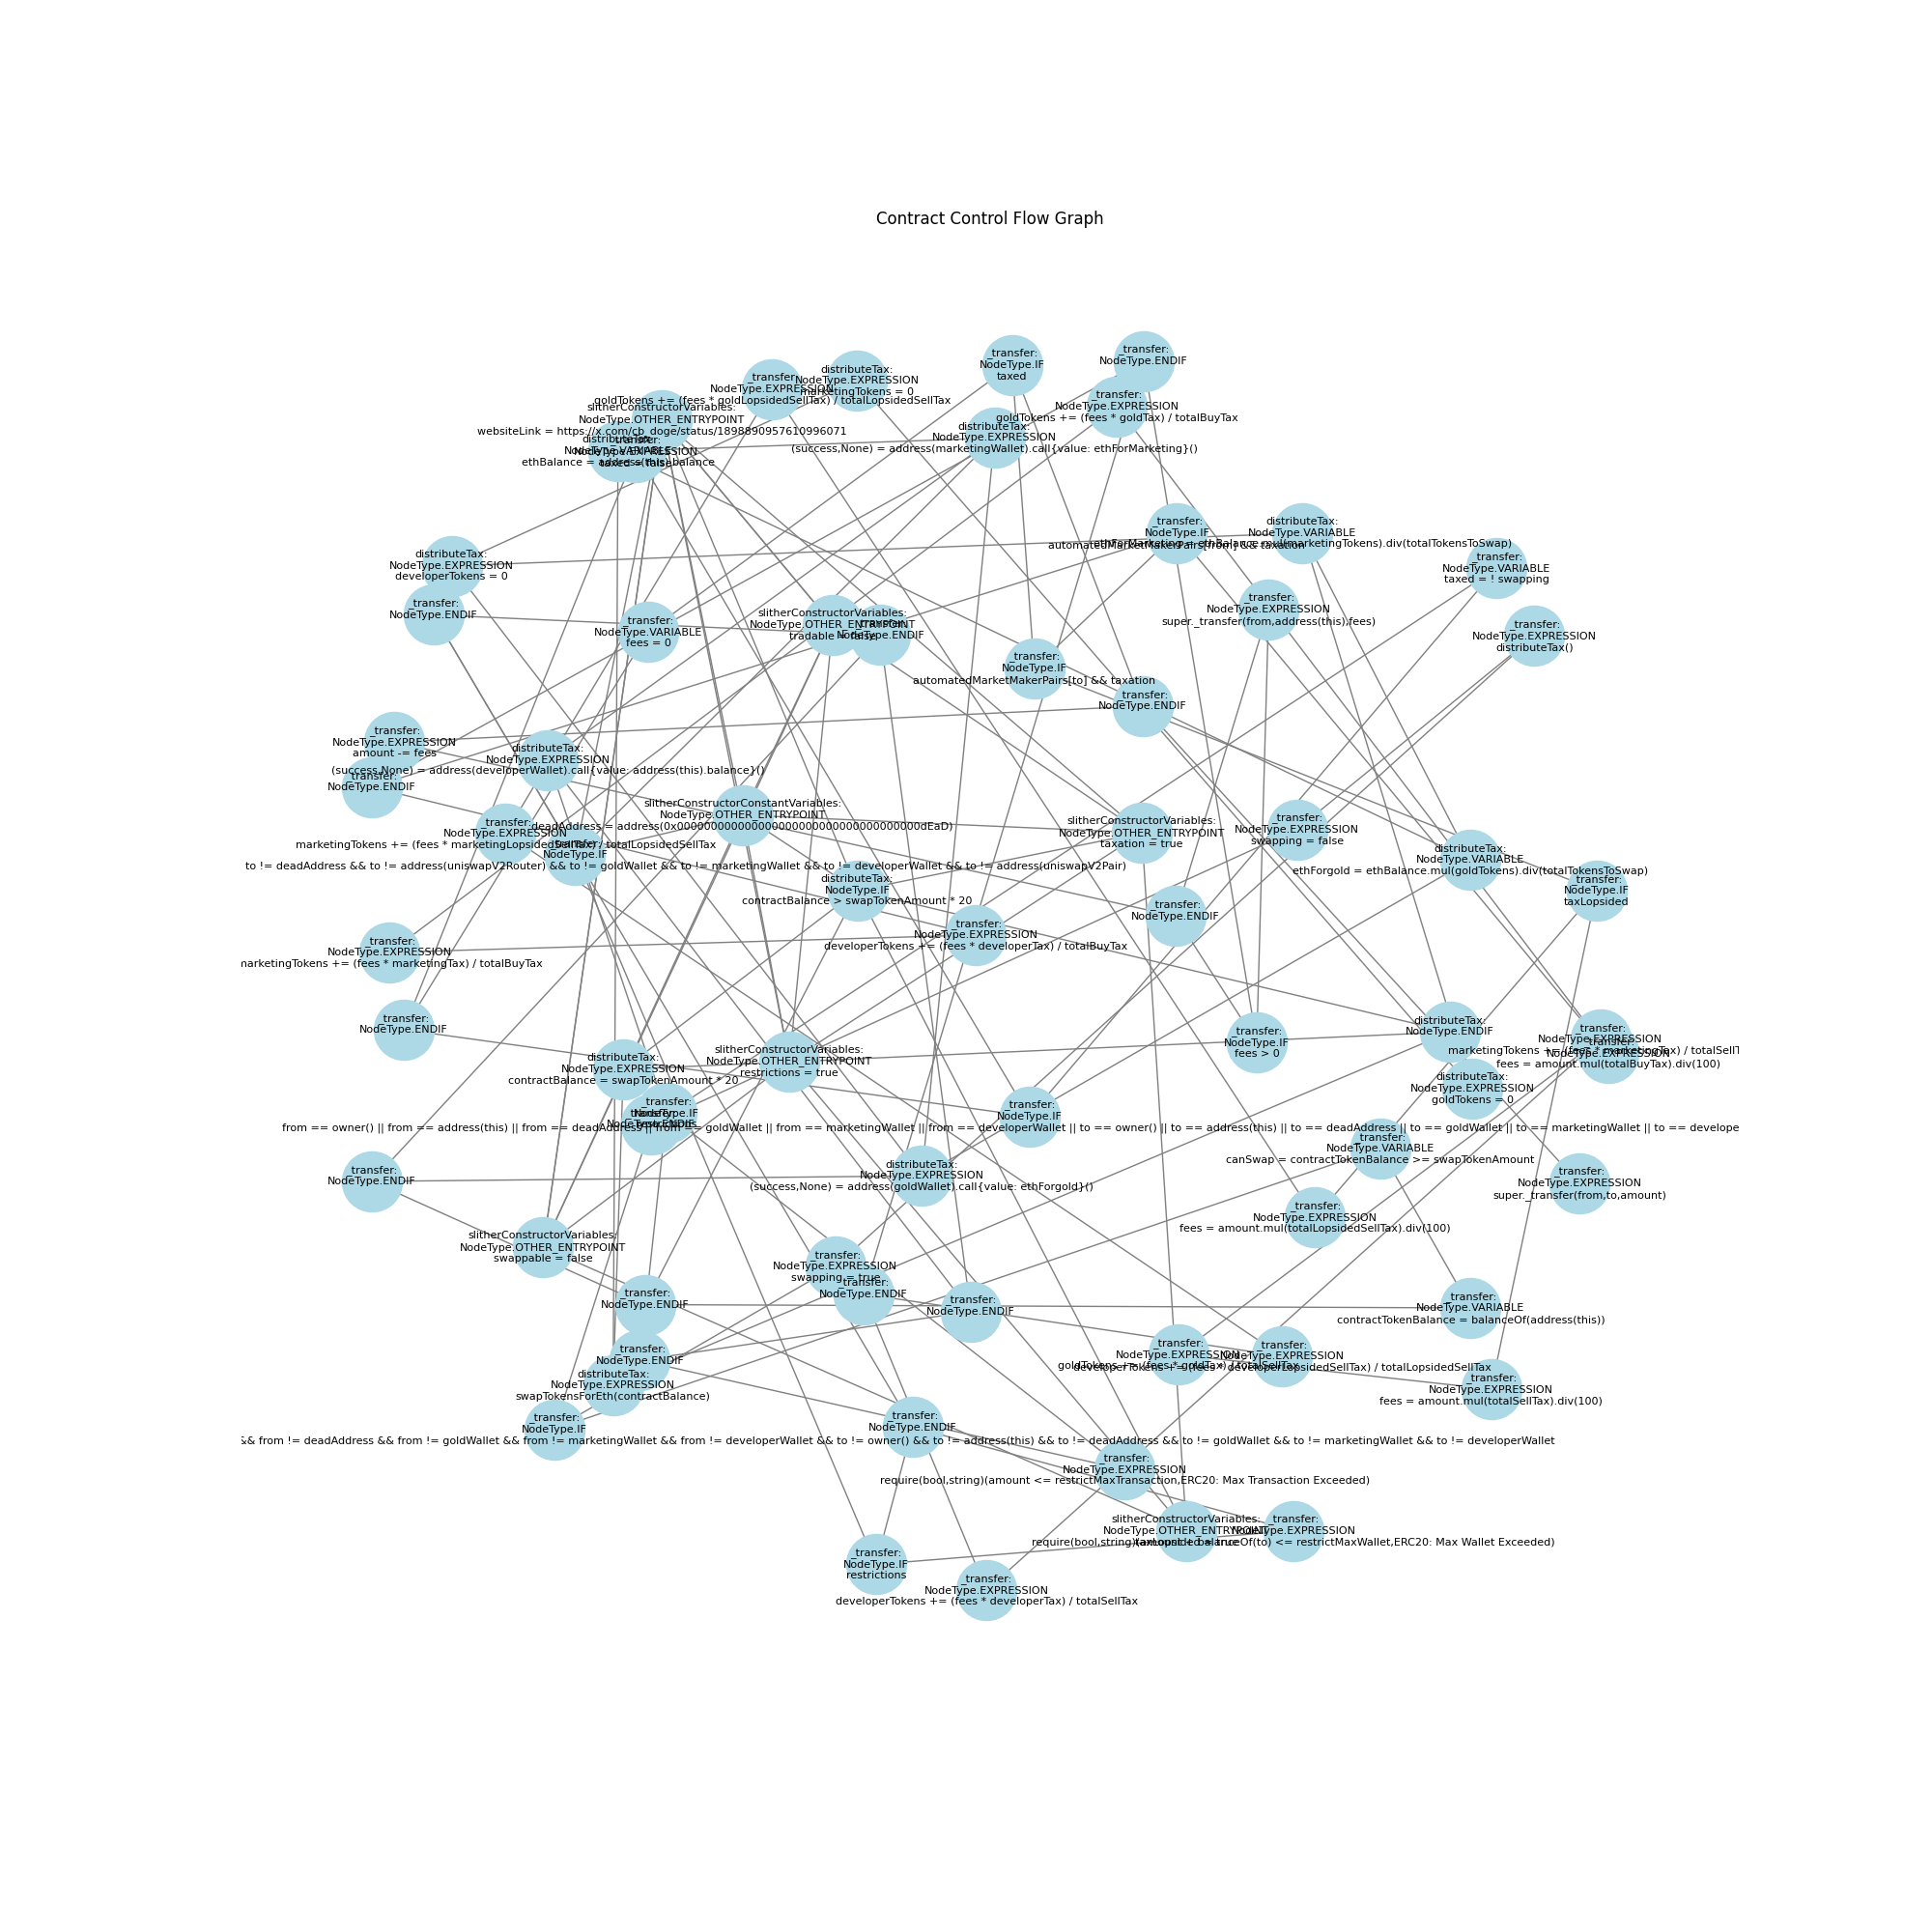 Contract Control Flow Graph
_transfer:
NodeType.ENDIF
_transfer:
NodeType.IF
taxed
distributeTax:
NodeType.EXPRESSION
marketingTokens = 0
_transfer:
NodeType.EXPRESSION
goldTokens += (fees * goldLopsidedSellTax) / totalLopsidedSellTax
_transfer:
NodeType.EXPRESSION
goldTokens += (fees * goldTax) / totalBuyTax
slitherConstructorVariables:
NodeType.OTHER_ENTRYPOINT
websiteLink = https://x.com/cb_doge/status/1898890957610996071
distributeTax:
NodeType.EXPRESSION
(success,None) = address(marketingWallet).call{value: ethForMarketing}()
distributeTax:
NodeType.VARIABLE
ethBalance = address(this).balance
_transfer:
NodeType.EXPRESSION
taxed = false
_transfer:
NodeType.IF
automatedMarketMakerPairs[from] && taxation
distributeTax:
NodeType.VARIABLE
ethForMarketing = ethBalance.mul(marketingTokens).div(totalTokensToSwap)
distributeTax:
NodeType.EXPRESSION
developerTokens = 0
_transfer:
NodeType.VARIABLE
taxed = ! swapping
_transfer:
NodeType.ENDIF
_transfer:
NodeType.EXPRESSION
super._transfer(from,address(this),fees)
_transfer:
NodeType.VARIABLE
fees = 0
slitherConstructorVariables:
NodeType.OTHER_ENTRYPOINT
tradable = false
_transfer:
NodeType.ENDIF
_transfer:
NodeType.EXPRESSION
distributeTax()
_transfer:
NodeType.IF
automatedMarketMakerPairs[to] && taxation
_transfer:
NodeType.ENDIF
_transfer:
NodeType.EXPRESSION
amount -= fees
distributeTax:
NodeType.EXPRESSION
(success,None) = address(developerWallet).call{value: address(this).balance}()
_transfer:
NodeType.ENDIF
slitherConstructorConstantVariables:
NodeType.OTHER_ENTRYPOINT
deadAddress = address(0x000000000000000000000000000000000000dEaD)
slitherConstructorVariables:
NodeType.OTHER_ENTRYPOINT
taxation = true
_transfer:
NodeType.EXPRESSION
swapping = false
_transfer:
NodeType.EXPRESSION
marketingTokens += (fees * marketingLopsidedSellTax) / totalLopsidedSellTax
_transfer:
NodeType.IF
to != deadAddress && to != address(uniswapV2Router) && to != goldWallet && to != marketingWallet && to != developerWallet && to != address(uniswapV2Pair)
distributeTax:
NodeType.VARIABLE
ethForgold = ethBalance.mul(goldTokens).div(totalTokensToSwap)
distributeTax:
NodeType.IF
contractBalance > swapTokenAmount * 20
_transfer:
NodeType.IF
taxLopsided
_transfer:
NodeType.ENDIF
_transfer:
NodeType.EXPRESSION
developerTokens += (fees * developerTax) / totalBuyTax
_transfer:
NodeType.EXPRESSION
marketingTokens += (fees * marketingTax) / totalBuyTax
_transfer:
NodeType.ENDIF
distributeTax:
NodeType.ENDIF
_transfer:
NodeType.EXPRESSION
marketingTokens += (fees * marketingTax) / totalSellT
_transfer:
NodeType.IF
fees > 0
_transfer:
NodeType.EXPRESSION
fees = amount.mul(totalBuyTax).div(100)
slitherConstructorVariables:
NodeType.OTHER_ENTRYPOINT
restrictions = true
distributeTax:
NodeType.EXPRESSION
contractBalance = swapTokenAmount * 20
distributeTax:
NodeType.EXPRESSION
goldTokens = 0
_transfer:
NodeType.IF
_transfer:
NodeType.ENDIF
_transfer:
NodeType.IF
from == owner() || from == address(this) || from == deadAddress || from == goldWallet || from == marketingWallet || from == developerWallet || to == owner() || to == address(this) || to == deadAddress || to == goldWallet || to == marketingWallet || to == develope
_transfer:
NodeType.VARIABLE
canSwap = contractTokenBalance >= swapTokenAmount
distributeTax:
NodeType.EXPRESSION
(success,None) = address(goldWallet).call{value: ethForgold}()
_transfer:
NodeType.ENDIF
_transfer:
NodeType.EXPRESSION
super._transfer(from,to,amount)
_transfer:
NodeType.EXPRESSION
fees = amount.mul(totalLopsidedSellTax).div(100)
slitherConstructorVariables:
NodeType.OTHER_ENTRYPOINT
swappable = false
_transfer:
NodeType.EXPRESSION
swapping = true
_transfer:
NodeType.ENDIF
_transfer:
NodeType.ENDIF
_transfer:
NodeType.ENDIF
_transfer:
NodeType.VARIABLE
contractTokenBalance = balanceOf(address(this))
_transfer:
NodeType.EXPRESSION
goldTokens += (fees * goldTax) / totalSellTax
_transfer:
NodeType.EXPRESSION
developerTokens += (fees * developerLopsidedSellTax) / totalLopsidedSellTax
_transfer:
NodeType.ENDIF
distributeTax:
NodeType.EXPRESSION
swapTokensForEth(contractBalance)
_transfer:
NodeType.EXPRESSION
fees = amount.mul(totalSellTax).div(100)
_transfer:
NodeType.IF
&& from != deadAddress && from != goldWallet && from != marketingWallet && from != developerWallet && to != owner() && to != address(this) && to != deadAddress && to != goldWallet && to != marketingWallet && to != developerWallet
_transfer:
NodeType.ENDIF
_transfer:
NodeType.EXPRESSION
require(bool,string)(amount <= restrictMaxTransaction,ERC20: Max Transaction Exceeded)
slitherConstructorVariables:
NodeType.OTHER_ENTRYPOINT
_transfer:
NodeType.EXPRESSION
require(bool,string)(amount + balanceOf(to) <= restrictMaxWallet,ERC20: Max Wallet Exceeded)
_transfer:
NodeType.IF
restrictions
_transfer:
NodeType.EXPRESSION
developerTokens += (fees * developerTax) / totalSellTax